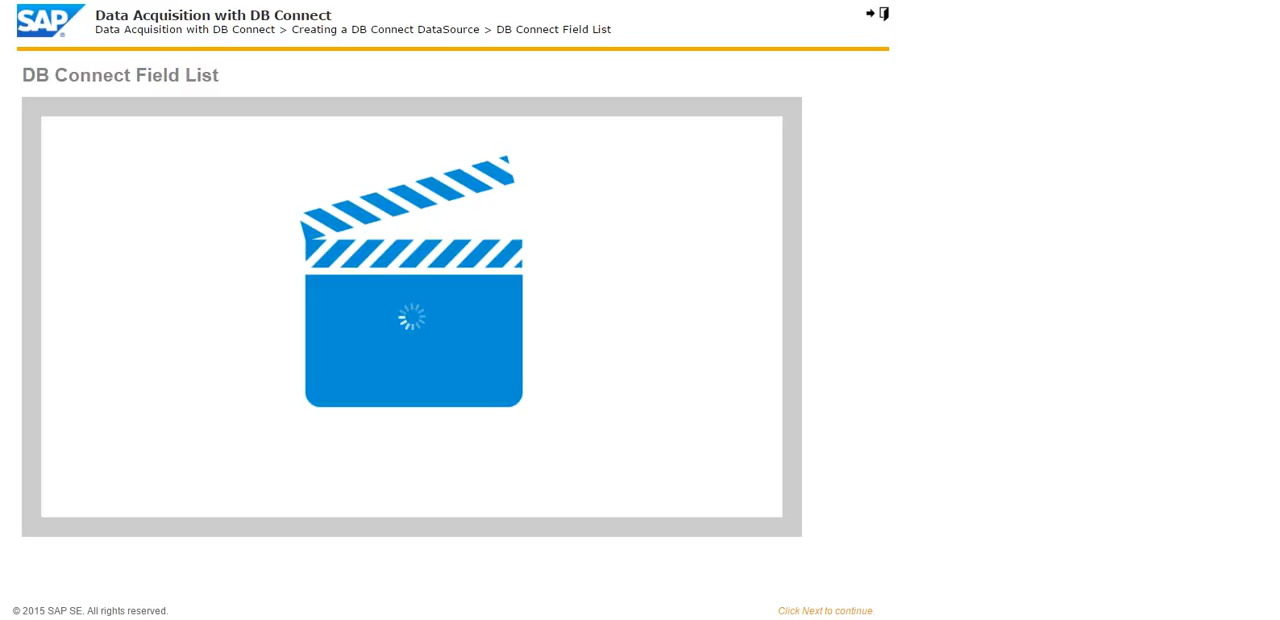 SAP®
Data Acquisition with DB Connect
Data Acquisition with DB Connect > Creating a DB Connect DataSource > DB Connect Field List
DB Connect Field List
© 2015 SAP SE. All rights reserved.
Click Next to continue.